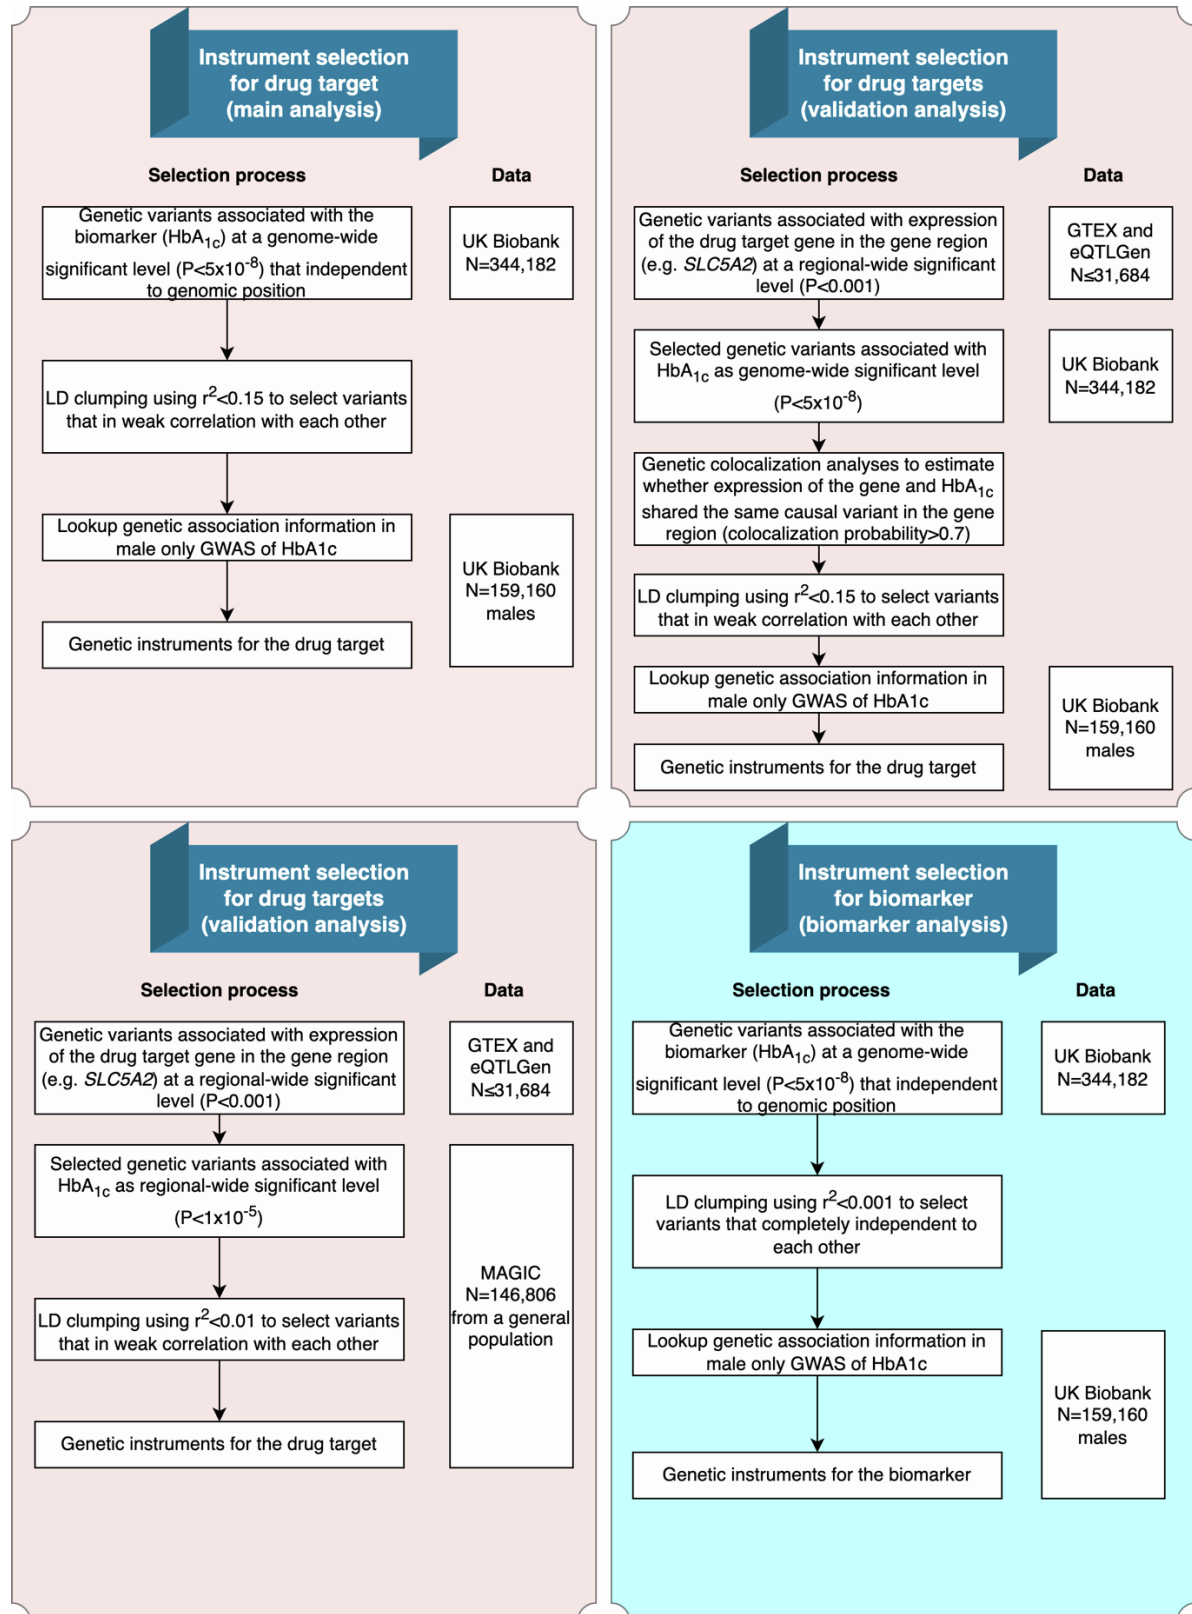 Instrument selection
for drug target
(main analysis)
Selection process
Data
Genetic variants associated with the
biomarker (HbA1c) at a genome-wide
significant level (P<5x10-8) that independent
to genomic position
UK Biobank
N=344,182
LD clumping using r2<0.15 to select variants
that in weak correlation with each other
Lookup genetic association information in
male only GWAS of HbA1c
UK Biobank
N=159,160
males
Genetic instruments for the drug target
Instrument selection
for drug targets
(validation analysis)
Selection process
Data
Genetic variants associated with expression
of the drug target gene in the gene region
(e.g. SLC5A2) at a regional-wide significant
level (P<0.001)
GTEX and
eQTLGen
N≤31,684
Selected genetic variants associated with
HbA1c as genome-wide significant level
(P<5x10-8)
UK Biobank
N=344,182
Genetic colocalization analyses to estimate
whether expression of the gene and HbA1c
shared the same causal variant in the gene
region (colocalization probability>0.7)
LD clumping using r2<0.15 to select variants
that in weak correlation with each other
Lookup genetic association information in
male only GWAS of HbA1c
UK Biobank
N=159,160
males
Genetic instruments for the drug target
Instrument selection
for drug targets
(validation analysis)
Selection process
Data
Genetic variants associated with expression
of the drug target gene in the gene region
(e.g. SLC5A2) at a regional-wide significant
level (P<0.001)
GTEX and
eQTLGen
N≤31,684
Selected genetic variants associated with
HbA1c as regional-wide significant level
(P<1x10-5)
MAGIC
N=146,806
from a general
population
LD clumping using r2<0.01 to select variants
that in weak correlation with each other
Genetic instruments for the drug target
Instrument selection
for biomarker
(biomarker analysis)
Selection process
Data
Genetic variants associated with the
biomarker (HbA1c) at a genome-wide
significant level (P<5x10-8) that independent
to genomic position
UK Biobank
N=344,182
LD clumping using r2<0.001 to select
variants that completely independent to
each other
Lookup genetic association information in
male only GWAS of HbA1c
UK Biobank
N=159,160
males
Genetic instruments for the biomarker